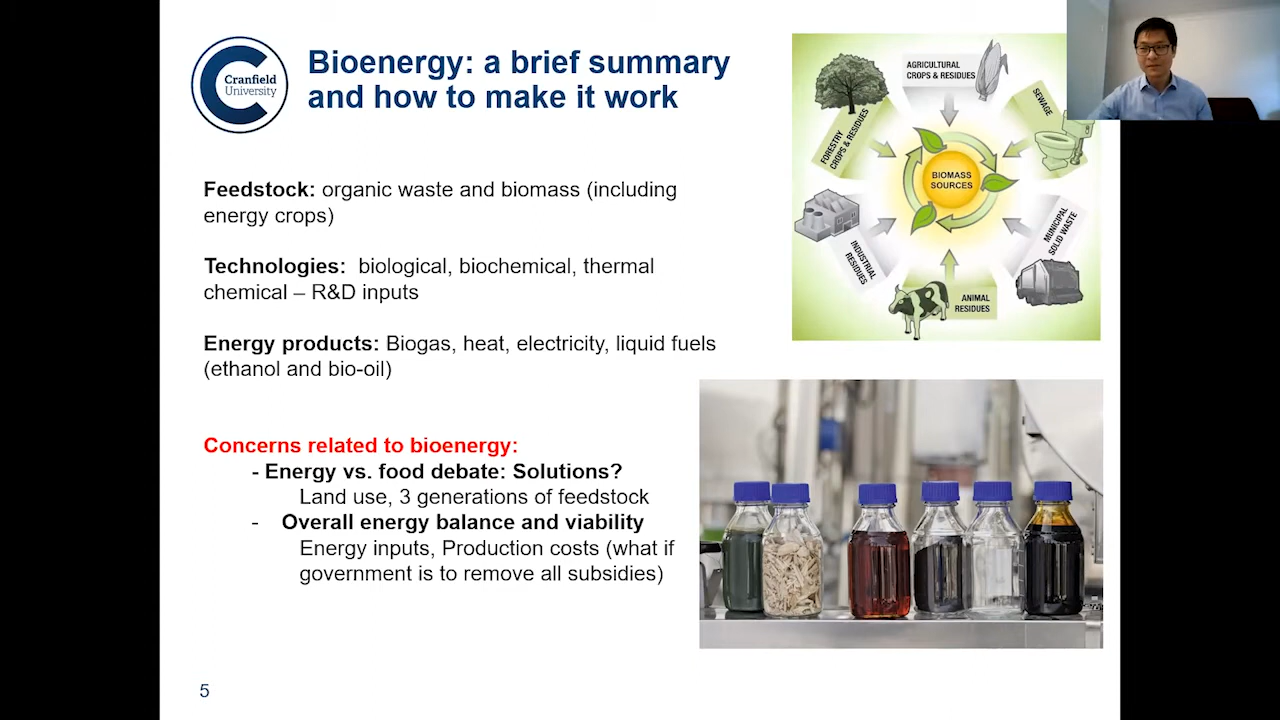 Cranfield
University
Bioenergy: a brief summary
and how to make it work
Feedstock: organic waste and biomass (including
energy crops)
Technologies: biological, biochemical, thermal
chemical – R&D inputs
Energy products: Biogas, heat, electricity, liquid fuels
(ethanol and bio-oil)
Concerns related to bioenergy:
- Energy vs. food debate: Solutions?
Land use, 3 generations of feedstock
- Overall energy balance and viability
Energy inputs, Production costs (what if
government is to remove all subsidies)
5
AGRICULTURAL
CROPS & RESIDUES
SEWAGE
FORESTRY
CROPS & RESIDUES
BIOMASS
SOURCES
MUNICIPAL
SOLID WASTE
INDUSTRIAL
RESIDUES
ANIMAL
RESIDUES